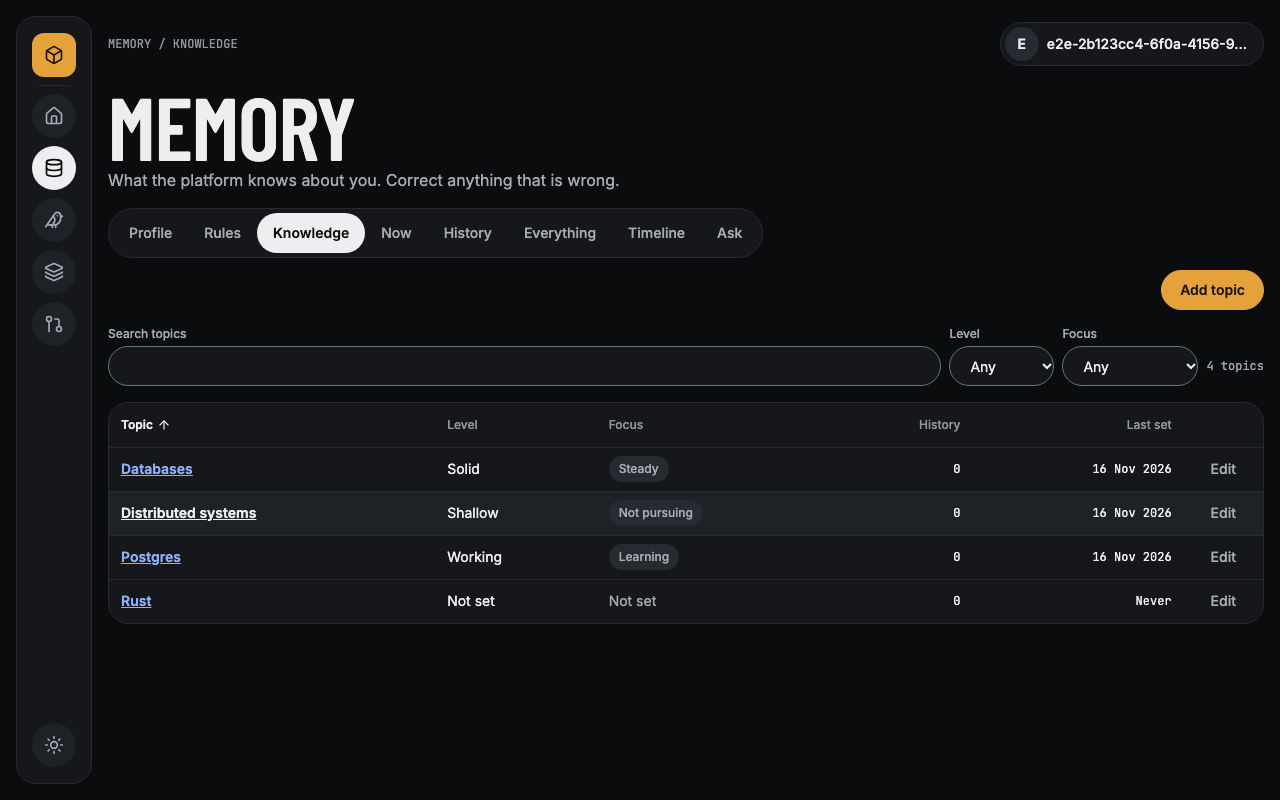 MEMORY / KNOWLEDGE
E e2e-2b123cc4-6f0a-4156-9...
MEMORY
What the platform knows about you. Correct anything that is wrong.
Profile Rules Knowledge Now History Everything Timeline Ask
Add topic
Search topics Level Focus
Any Any 4 topics
Topic ↑ Level Focus History Last set
Databases Solid Steady 0 16 Nov 2026 Edit
Distributed systems Shallow Not pursuing 0 16 Nov 2026 Edit
Postgres Working Learning 0 16 Nov 2026 Edit
Rust Not set Not set 0 Never Edit